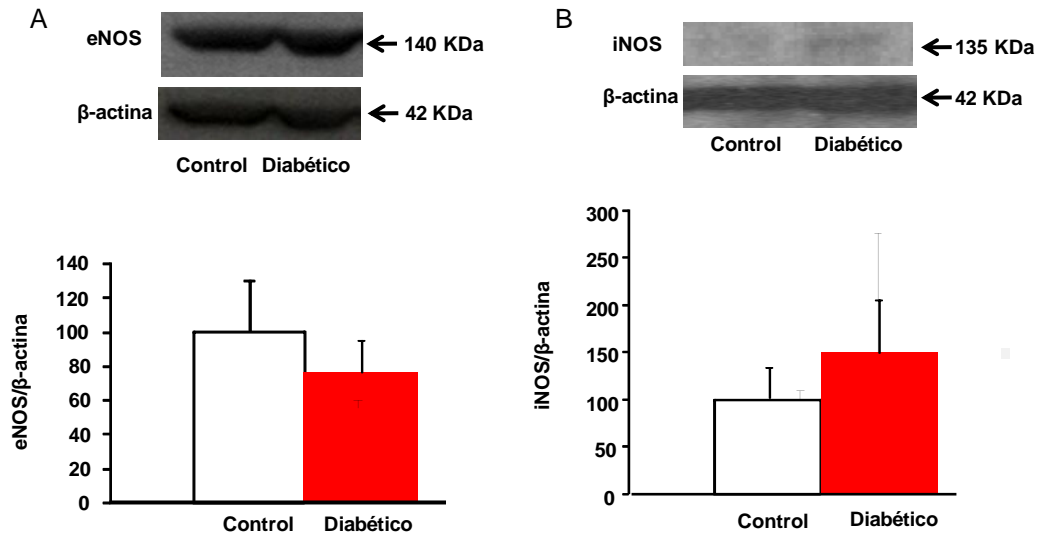 A
eNOS
140 KDa
β-actina
42 KDa
Control Diabético
eNOS/β-actina
140
120
100
80
60
40
20
0
Control Diabético
B
iNOS
135 KDa
β-actina
42 KDa
Control Diabético
iNOS/β-actina
300
250
200
150
100
50
0
Control Diabético